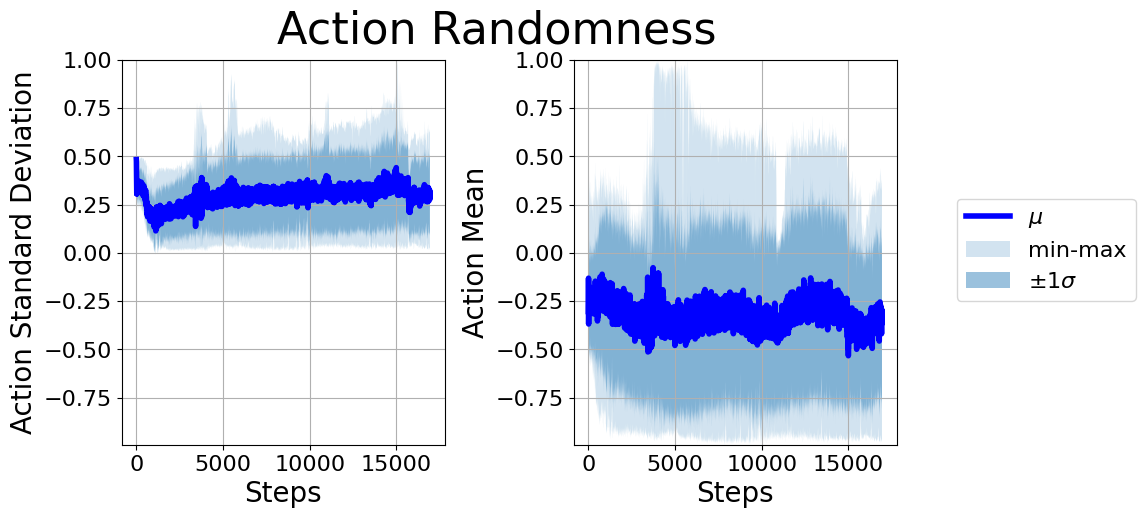 Action Randomness
Action Standard Deviation
1.00
0.75
0.50
0.25
0.00
−0.25
−0.50
−0.75
0 5000 10000 15000
Steps
Action Mean
1.00
0.75
0.50
0.25
0.00
−0.25
−0.50
−0.75
0 5000 10000 15000
Steps
μ
min-max
±1σ